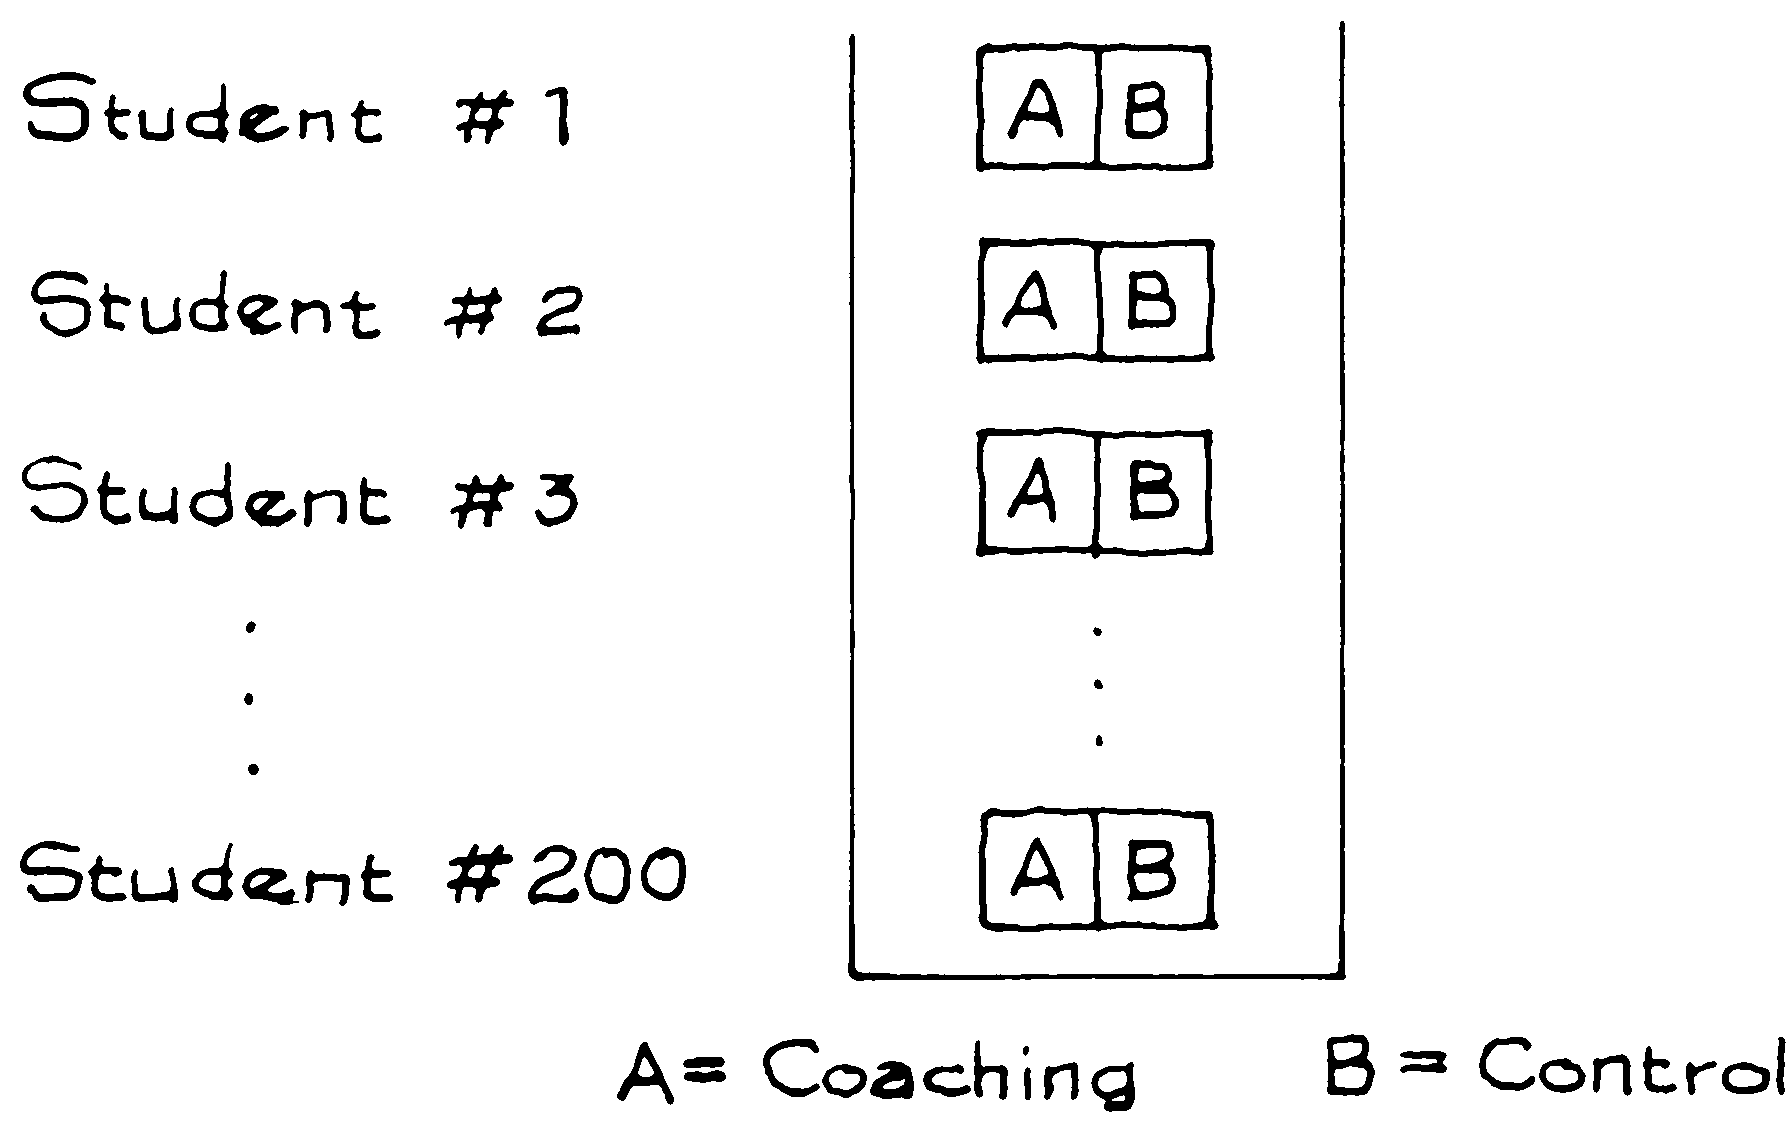 Student #1 A B
Student #2 A B
Student #3 A B
Student #200 A B
A= Coaching B = Control